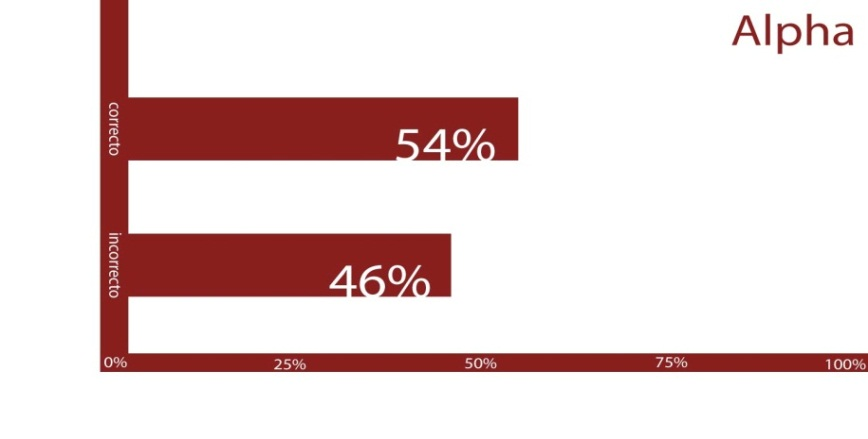 Alpha
correcto
54%
incorrecto
46%
0% 25% 50% 75% 100%